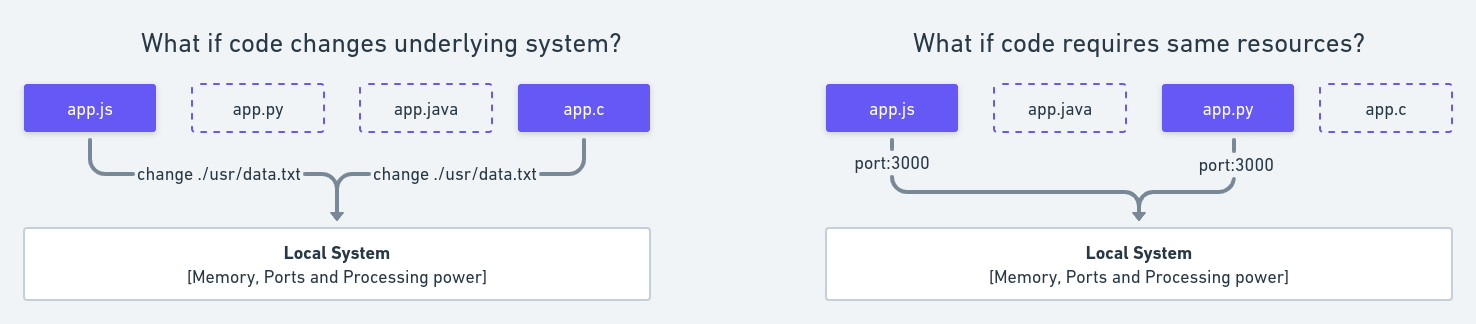 What if code changes underlying system?
app.js
app.py
app.java
app.c
change ./usr/data.txt
change ./usr/data.txt
Local System
[Memory, Ports and Processing power]
What if code requires same resources?
app.js
app.java
app.py
app.c
port:3000
port:3000
Local System
[Memory, Ports and Processing power]